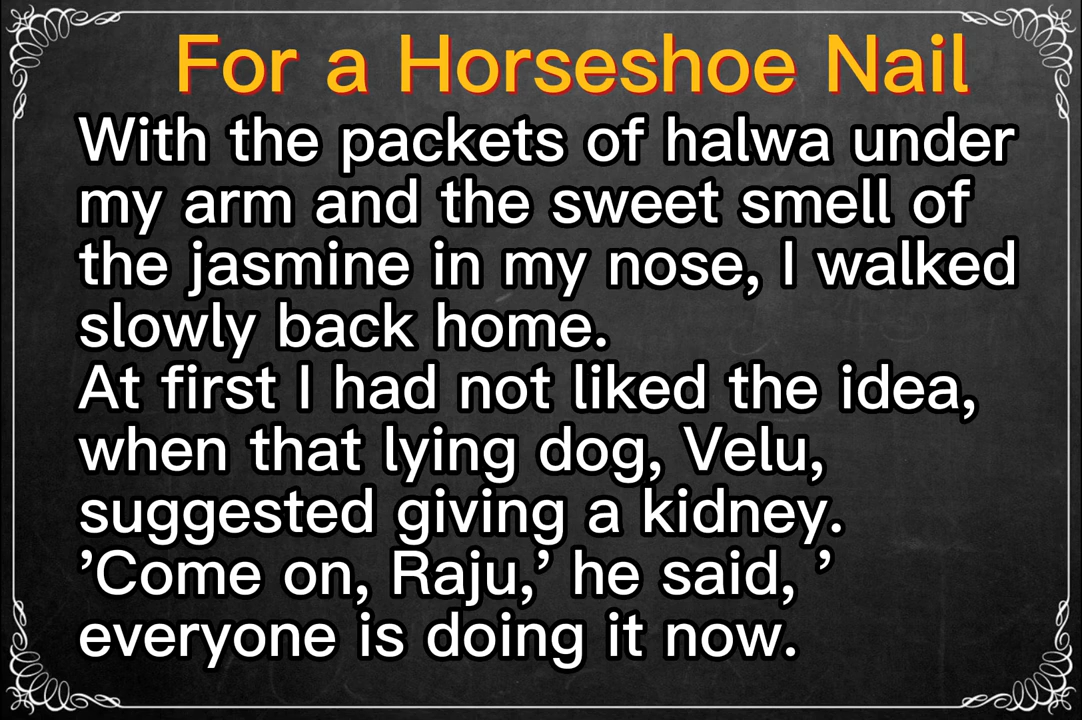 For a Horseshoe Nail
With the packets of halwa under
my arm and the sweet smell of
the jasmine in my nose, I walked
slowly back home.
At first I had not liked the idea,
when that lying dog, Velu,
suggested giving a kidney.
’Come on, Raju,’ he said, ’
everyone is doing it now.